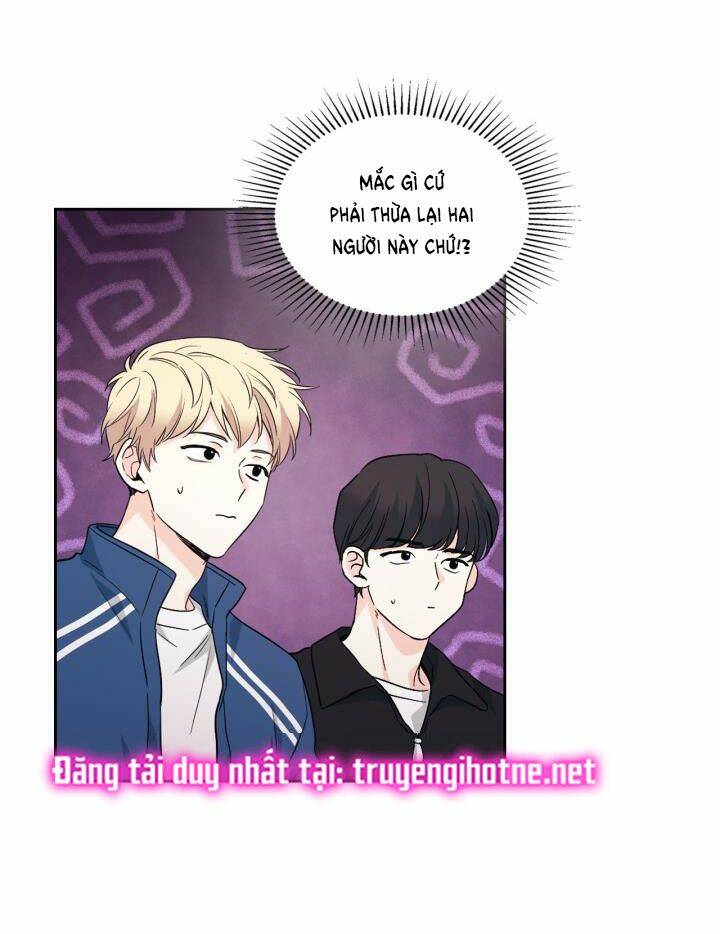 MẮC GÌ CỨ
PHẢI THỪA LẠI HAI
NGƯỜI NÀY CHỨ!?
Đăng tải duy nhất tại: truyengihotne.net